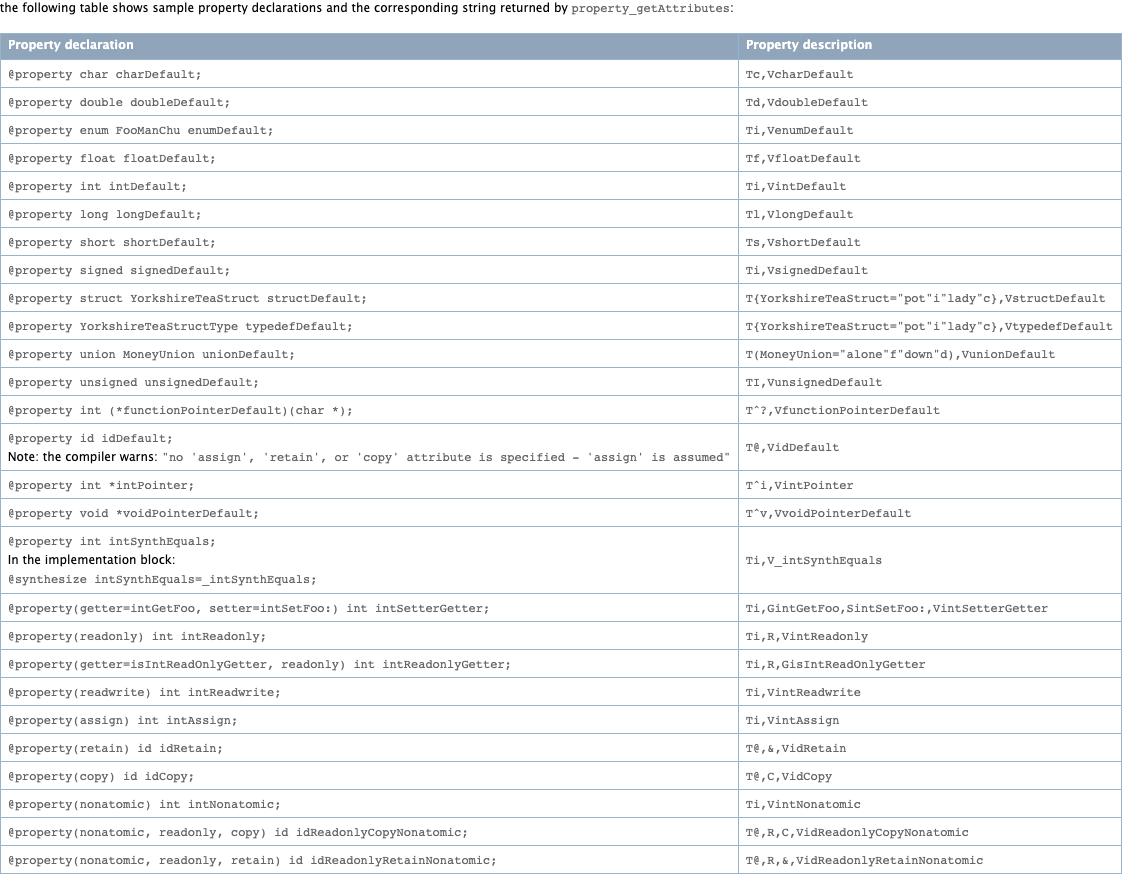 the following table shows sample property declarations and the corresponding string returned by property_getAttributes:
Property declaration Property description
@property char charDefault; Tc,VcharDefault
@property double doubleDefault; Td,VdoubleDefault
@property enum FooManChu enumDefault; Ti,VenumDefault
@property float floatDefault; Tf,VfloatDefault
@property int intDefault; Ti,VintDefault
@property long longDefault; Tl,VlongDefault
@property short shortDefault; Ts,VshortDefault
@property signed signedDefault; Ti,VsignedDefault
@property struct YorkshireTeaStruct structDefault; T{YorkshireTeaStruct="pot"i"lady"c},VstructDefault
@property YorkshireTeaStructType typedefDefault; T{YorkshireTeaStruct="pot"i"lady"c},VtypedefDefault
@property union MoneyUnion unionDefault; T(MoneyUnion="alone"f"down"d),VunionDefault
@property unsigned unsignedDefault; TI,VunsignedDefault
@property int (*functionPointerDefault)(char *); T^?,VfunctionPointerDefault
@property id idDefault;
Note: the compiler warns: "no 'assign', 'retain', or 'copy' attribute is specified - 'assign' is assumed"
T@,VidDefault
@property int *intPointer; T^i,VintPointer
@property void *voidPointerDefault; T^v,VvoidPointerDefault
@property int intSynthEquals;
In the implementation block:
@synthesize intSynthEquals=_intSynthEquals;
Ti,V_intSynthEquals
@property(getter=intGetFoo, setter=intSetFoo:) int intSetterGetter; Ti,GintGetFoo,SintSetFoo:,VintSetterGetter
@property(readonly) int intReadonly; Ti,R,VintReadonly
@property(getter=isIntReadOnlyGetter, readonly) int intReadonlyGetter; Ti,R,GisIntReadOnlyGetter
@property(readwrite) int intReadwrite; Ti,VintReadwrite
@property(assign) int intAssign; Ti,VintAssign
@property(retain) id idRetain; T@,&,VidRetain
@property(copy) id idCopy; T@,C,VidCopy
@property(nonatomic) int intNonatomic; Ti,VintNonatomic
@property(nonatomic, readonly, copy) id idReadonlyCopyNonatomic; T@,R,C,VidReadonlyCopyNonatomic
@property(nonatomic, readonly, retain) id idReadonlyRetainNonatomic; T@,R,&,VidReadonlyRetainNonatomic